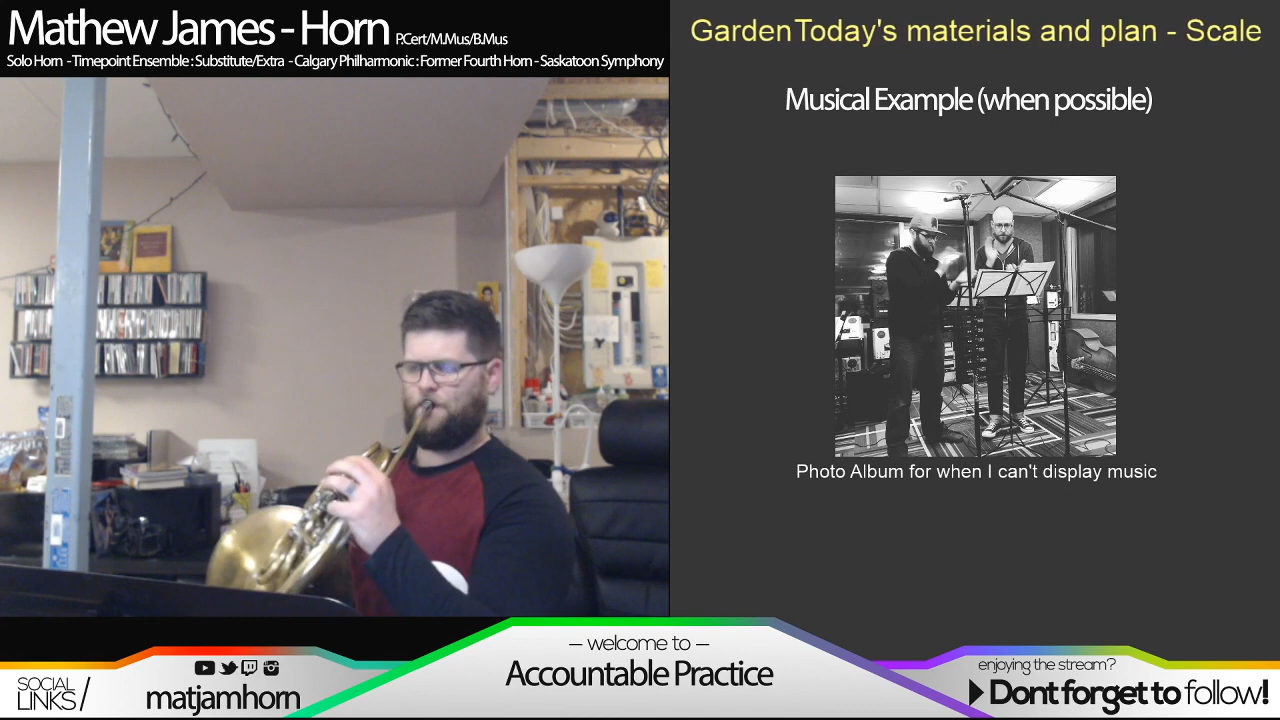 Mathew James - Horn P.Cert/M.Mus/B.Mus
Solo Horn - Timepoint Ensemble : Substitute/Extra - Calgary Philharmonic : Former Fourth Horn - Saskatoon Symphony
GardenToday's materials and plan - Scale
Musical Example (when possible)
Photo Album for when I can't display music
SOCIAL
LINKS
matjamhorn
– welcome to –
Accountable Practice
enjoying the stream?
Dont forget to follow!